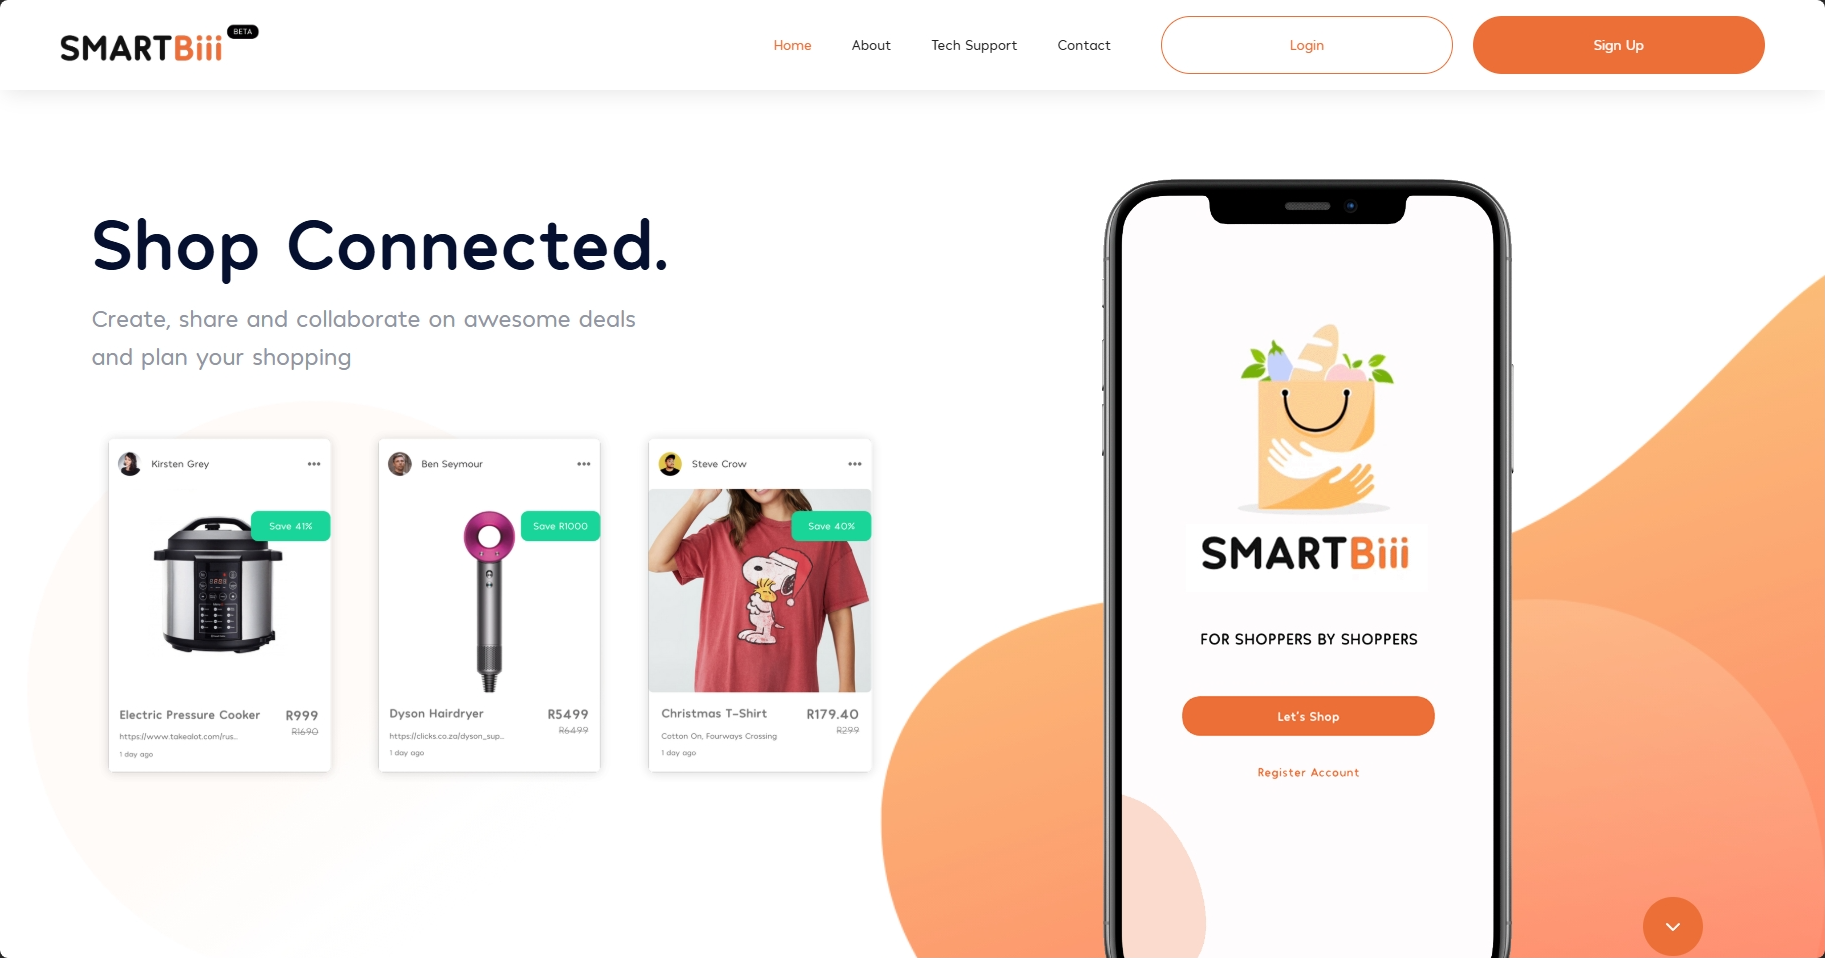 SMARTBiii BETA
Home About Tech Support Contact Login Sign Up
Shop Connected.
Create, share and collaborate on awesome deals
and plan your shopping
Kirsten Grey
Save 41%
Electric Pressure Cooker R999
https://www.takealot.com/rus... R1690
1 day ago
Ben Seymour
Save R1000
Dyson Hairdryer R5499
https://clicks.co.za/dyson_sup... R6499
1 day ago
Steve Crow
Save 40%
Christmas T-Shirt R179.40
Cotton On, Fourways Crossing R299
1 day ago
SMARTBiii
FOR SHOPPERS BY SHOPPERS
Let's Shop
Register Account